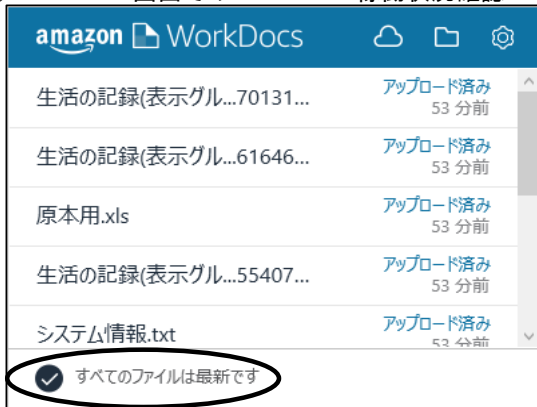 amazon WorkDocs
生活の記録(表示グル...70131...
アップロード済み
53 分前
生活の記録(表示グル...61646...
アップロード済み
53 分前
原本用.xls
アップロード済み
53 分前
生活の記録(表示グル...55407...
アップロード済み
53 分前
システム情報.txt
アップロード済み
53 分前
すべてのファイルは最新です